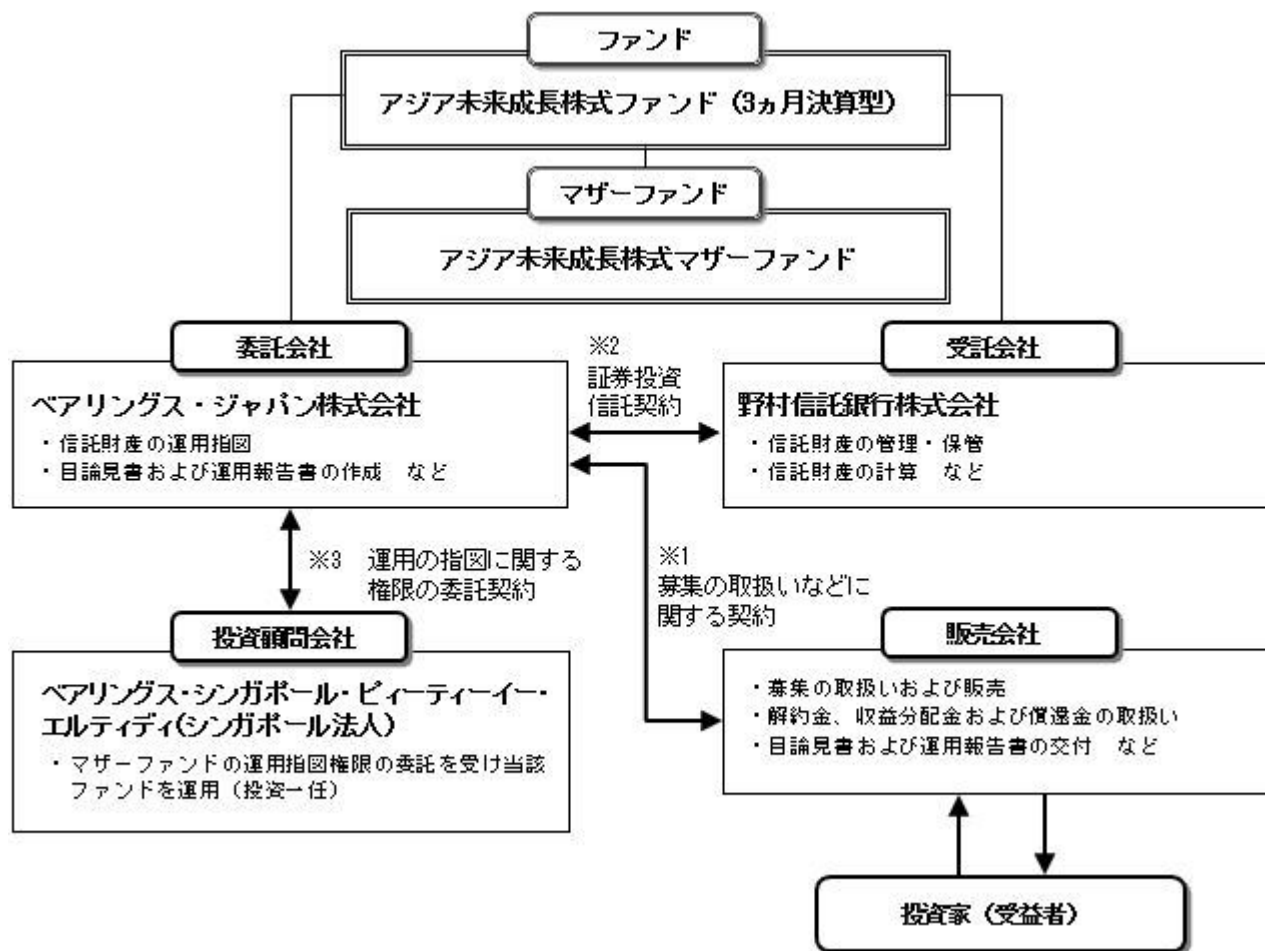 ファンド
アジア未来成長株式ファンド（3ヵ月決算型）
マザーファンド
アジア未来成長株式マザーファンド
委託会社
ベアリングス・ジャパン株式会社
・信託財産の運用指図
・目論見書および運用報告書の作成　など
※2
証券投資
信託契約
受託会社
野村信託銀行株式会社
・信託財産の管理・保管
・信託財産の計算　など
※3　運用の指図に関する
権限の委託契約
※1
募集の取扱いなどに
関する契約
投資顧問会社
ベアリングス・シンガポール・ピィーティーイー・
エルティディ(シンガポール法人)
・マザーファンドの運用指図権限の委託を受け当該
ファンドを運用（投資一任）
販売会社
・募集の取扱いおよび販売
・解約金、収益分配金および償還金の取扱い
・目論見書および運用報告書の交付　など
投資家（受益者）